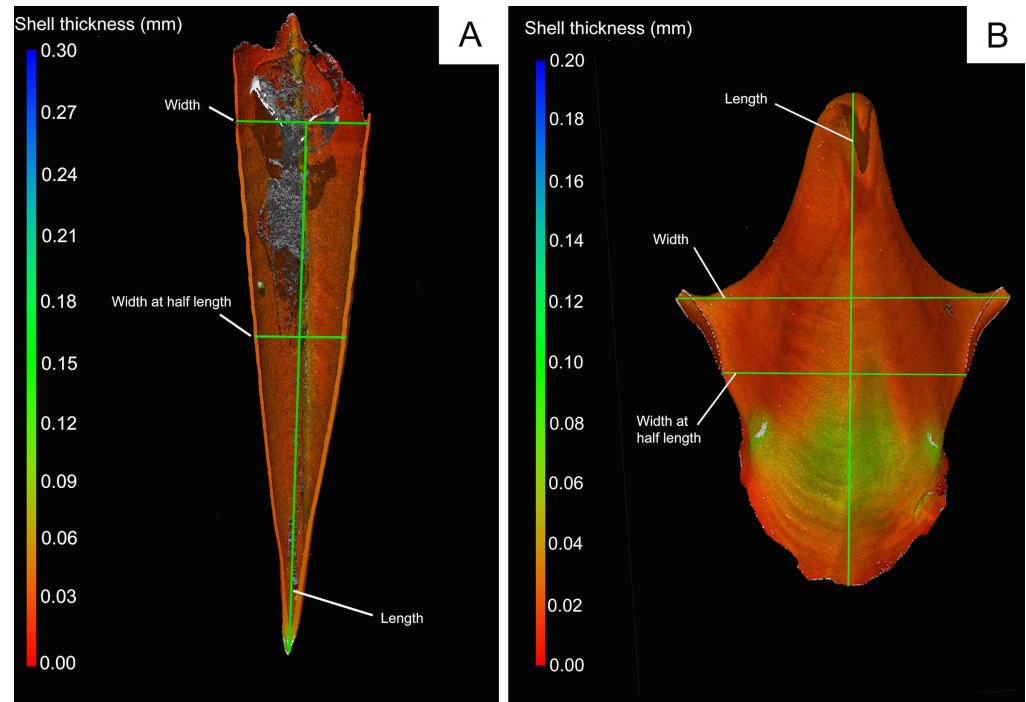 Shell thickness (mm)
A
0.30
0.27
0.24
0.21
0.18
0.15
0.12
0.09
0.06
0.03
0.00
Width
Width at half length
Length
Shell thickness (mm)
B
0.20
0.18
0.16
0.14
0.12
0.10
0.08
0.06
0.04
0.02
0.00
Length
Width
Width at
half length